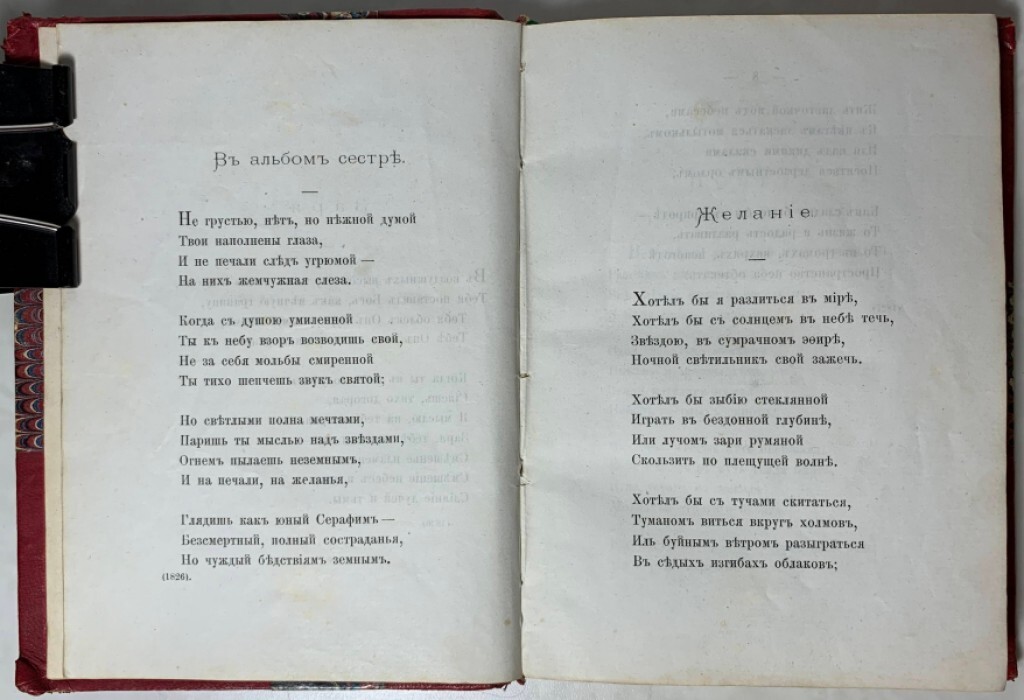 Въ альбомъ сестрѣ.
Не грустью, нѣтъ, но нѣжной думой
Твои наполнены глаза,
И не печали слѣдъ угрюмой —
На нихъ жемчужная слеза.
Когда съ душою умиленной
Ты къ небу взоръ возводишь свой,
Не за себя мольбы смиренной
Ты тихо шепчешь звукъ святой;
Но свѣтлыми полна мечтами,
Паришь ты мыслью надъ звѣздами,
Огнемъ пылаешь неземнымъ,
И на печали, на желанья,
Глядишь какъ юный Серафимъ —
Безсмертный, полный состраданья,
Но чуждый бѣдствіямъ земнымъ.
(1826).
Желаніе
Хотѣлъ бы я разлиться въ мірѣ,
Хотѣлъ бы съ солнцемъ въ небѣ течь,
Звѣздою, въ сумрачномъ эѳирѣ,
Ночной свѣтильникъ свой зажечь.
Хотѣлъ бы зыбію стеклянной
Играть въ бездонной глубинѣ,
Или лучомъ зари румяной
Скользить по плещущей волнѣ.
Хотѣлъ бы съ тучами скитаться,
Туманомъ виться вкругъ холмовъ,
Иль буйнымъ вѣтромъ разыграться
Въ сѣдыхъ изгибахъ облаковъ;